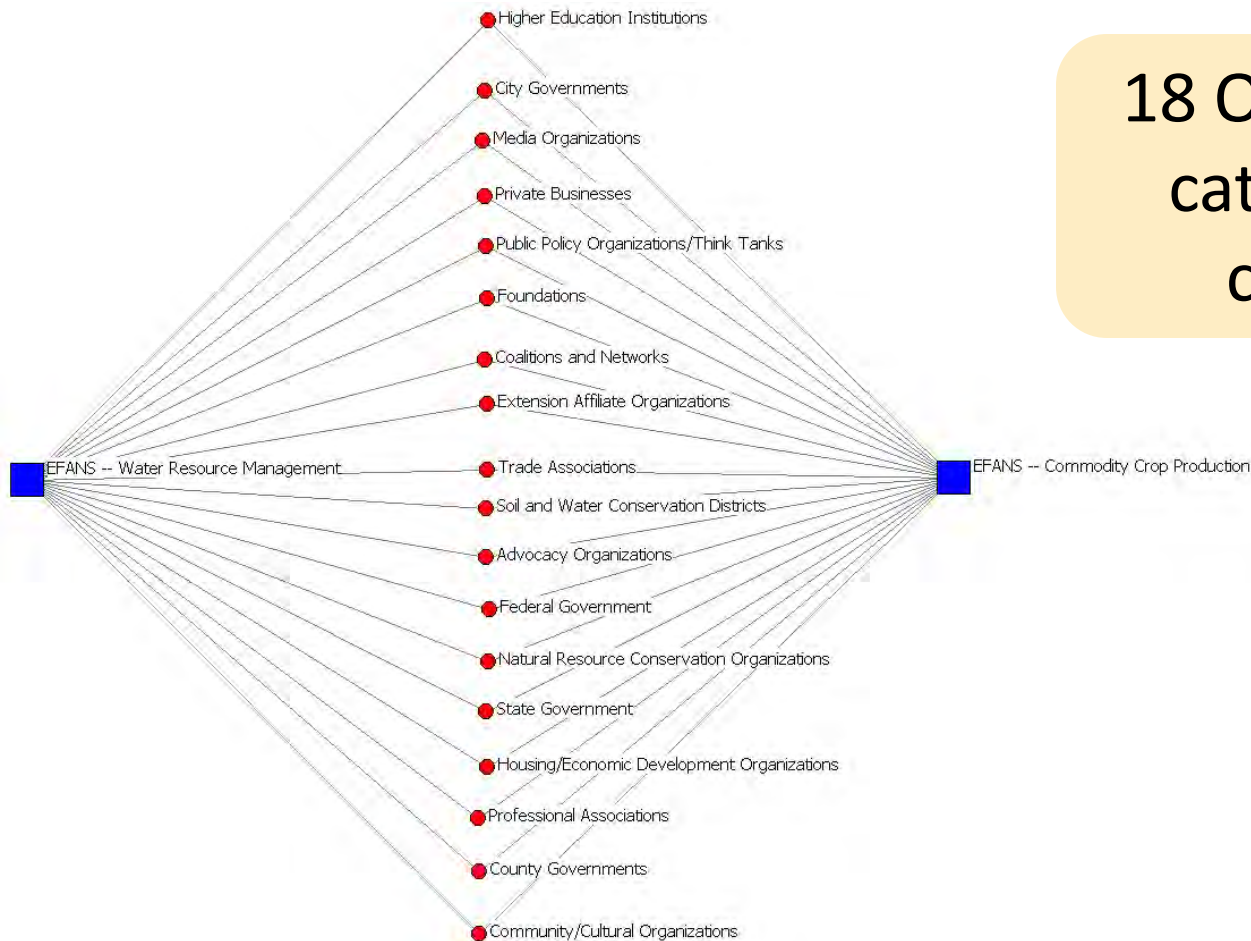 Higher Education Institutions
City Governments
Media Organizations
Private Businesses
Public Policy Organizations/Think Tanks
Foundations
Coalitions and Networks
Extension Affiliate Organizations
EFANS -- Water Resource Management
Trade Associations
EFANS -- Commodity Crop Production
Soil and Water Conservation Districts
Advocacy Organizations
Federal Government
Natural Resource Conservation Organizations
State Government
Housing/Economic Development Organizations
Professional Associations
County Governments
Community/Cultural Organizations
18 O
cat
c